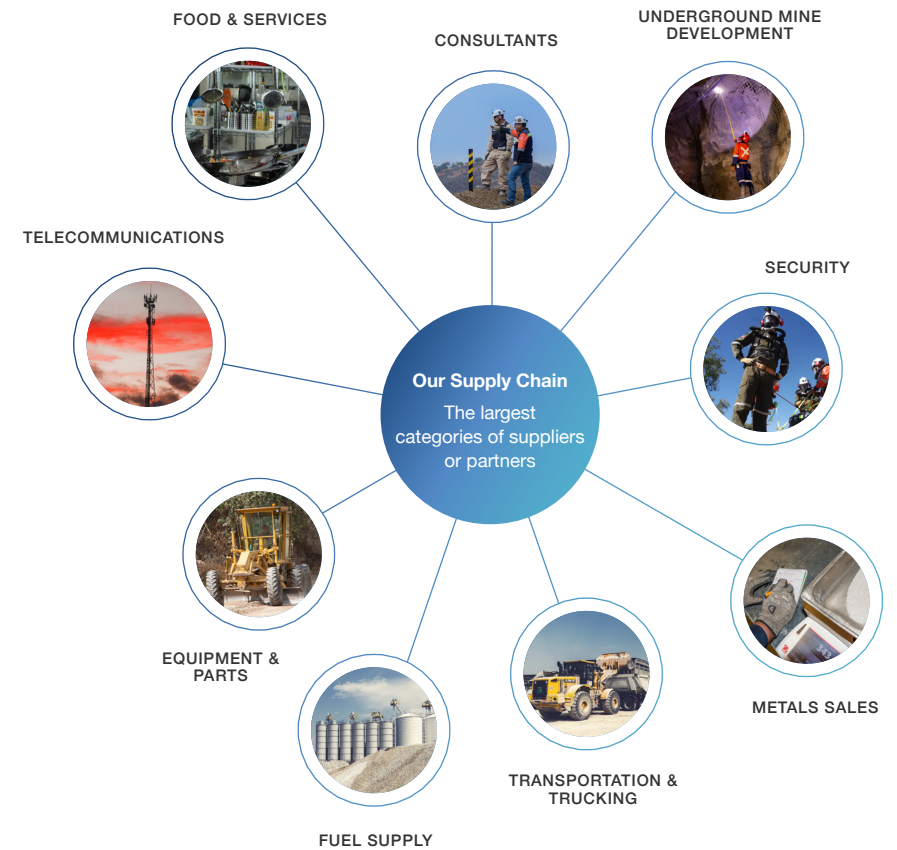 FOOD & SERVICES
CONSULTANTS
UNDERGROUND MINE
DEVELOPMENT
TELECOMMUNICATIONS
SECURITY
Our Supply Chain
The largest
categories of suppliers
or partners
EQUIPMENT &
PARTS
METALS SALES
TRANSPORTATION &
TRUCKING
FUEL SUPPLY